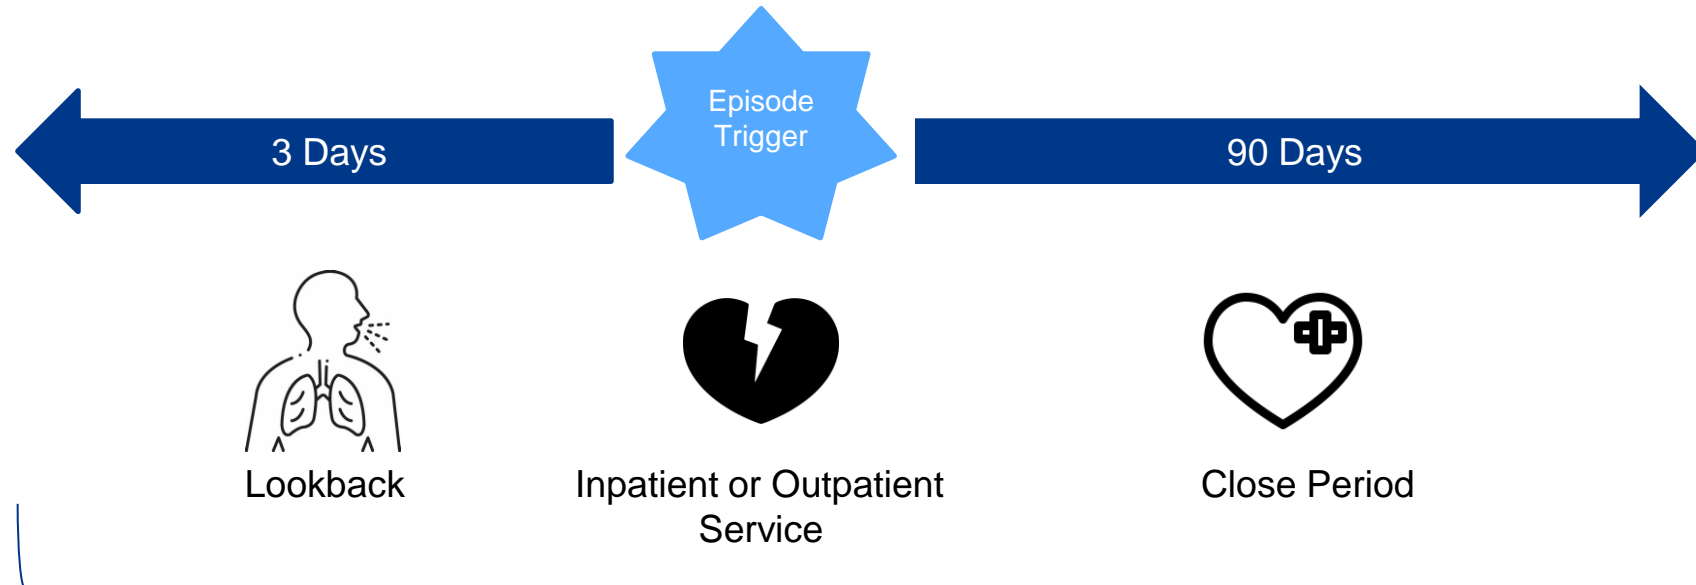 Episode
Trigger
3 Days
90 Days
Lookback
Inpatient or Outpatient
Service
Close Period